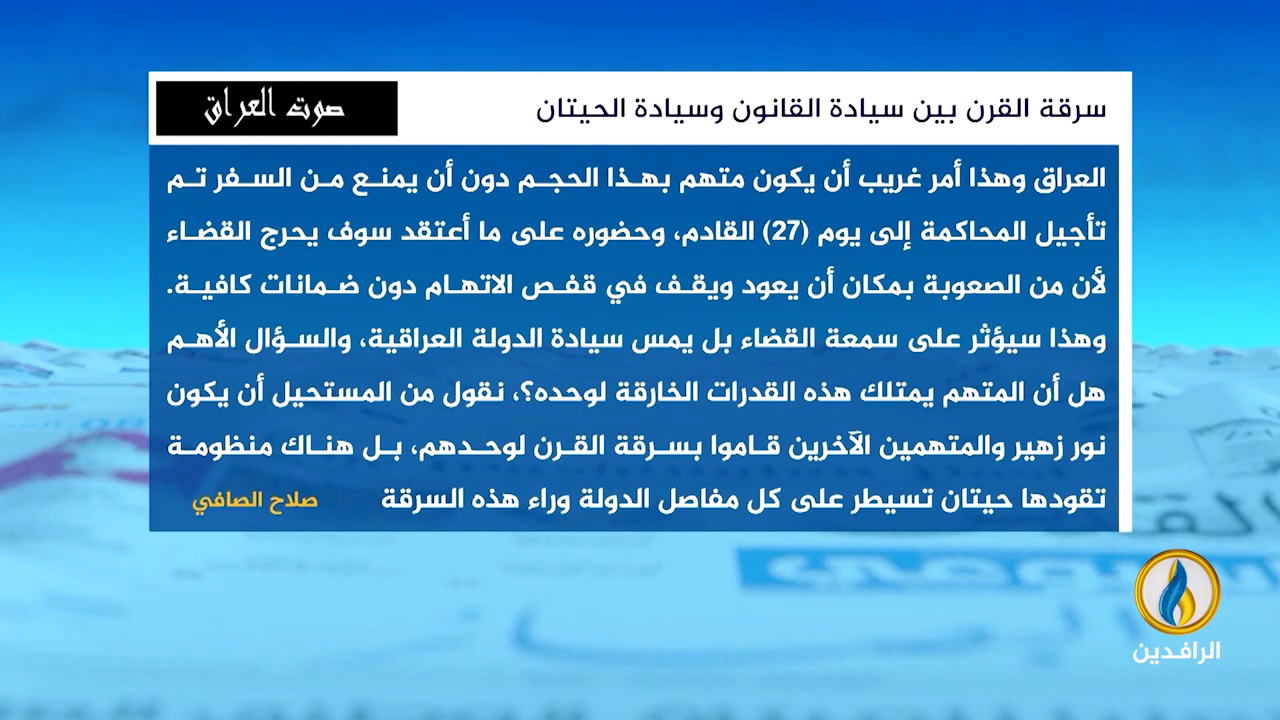 سرقة القرن بين سيادة القانون وسيادة الحيتان
صوت العراق
العراق وهذا أمر غريب أن يكون متهم بهذا الحجم دون أن يمنع من السفر تم
تأجيل المحاكمة إلى يوم (27) القادم، وحضوره على ما أعتقد سوف يحرج القضاء
لأن من الصعوبة بمكان أن يعود ويقف في قفص الاتهام دون ضمانات كافية.
وهذا سيؤثر على سمعة القضاء بل يمس سيادة الدولة العراقية، والسؤال الأهم
هل أن المتهم يمتلك هذه القدرات الخارقة لوحده؟، نقول من المستحيل أن يكون
نور زهير والمتهمين الآخرين قاموا بسرقة القرن لوحدهم، بل هناك منظومة
تقودها حيتان تسيطر على كل مفاصل الدولة وراء هذه السرقة
صلاح الصافي
الرافدين